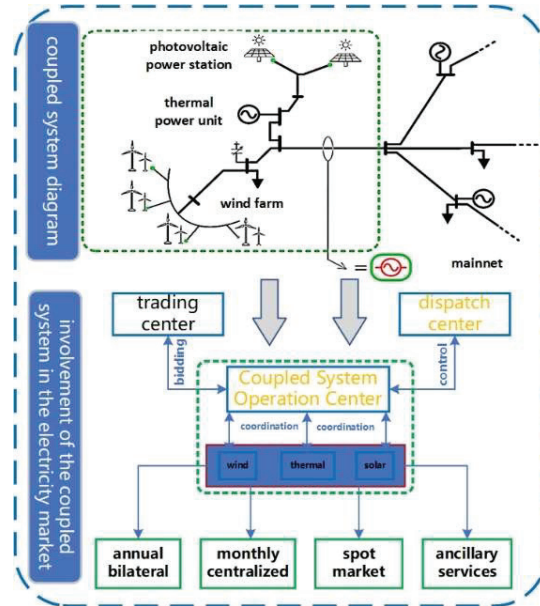 coupled system diagram
photovoltaic
power station
thermal
power unit
wind farm
=
mainnet
involvement of the coupled
system in the electricity market
trading
center
dispatch
center
bidding
control
Coupled System
Operation Center
coordination
coordination
wind
thermal
solar
annual
bilateral
monthly
centralized
spot
market
ancillary
services